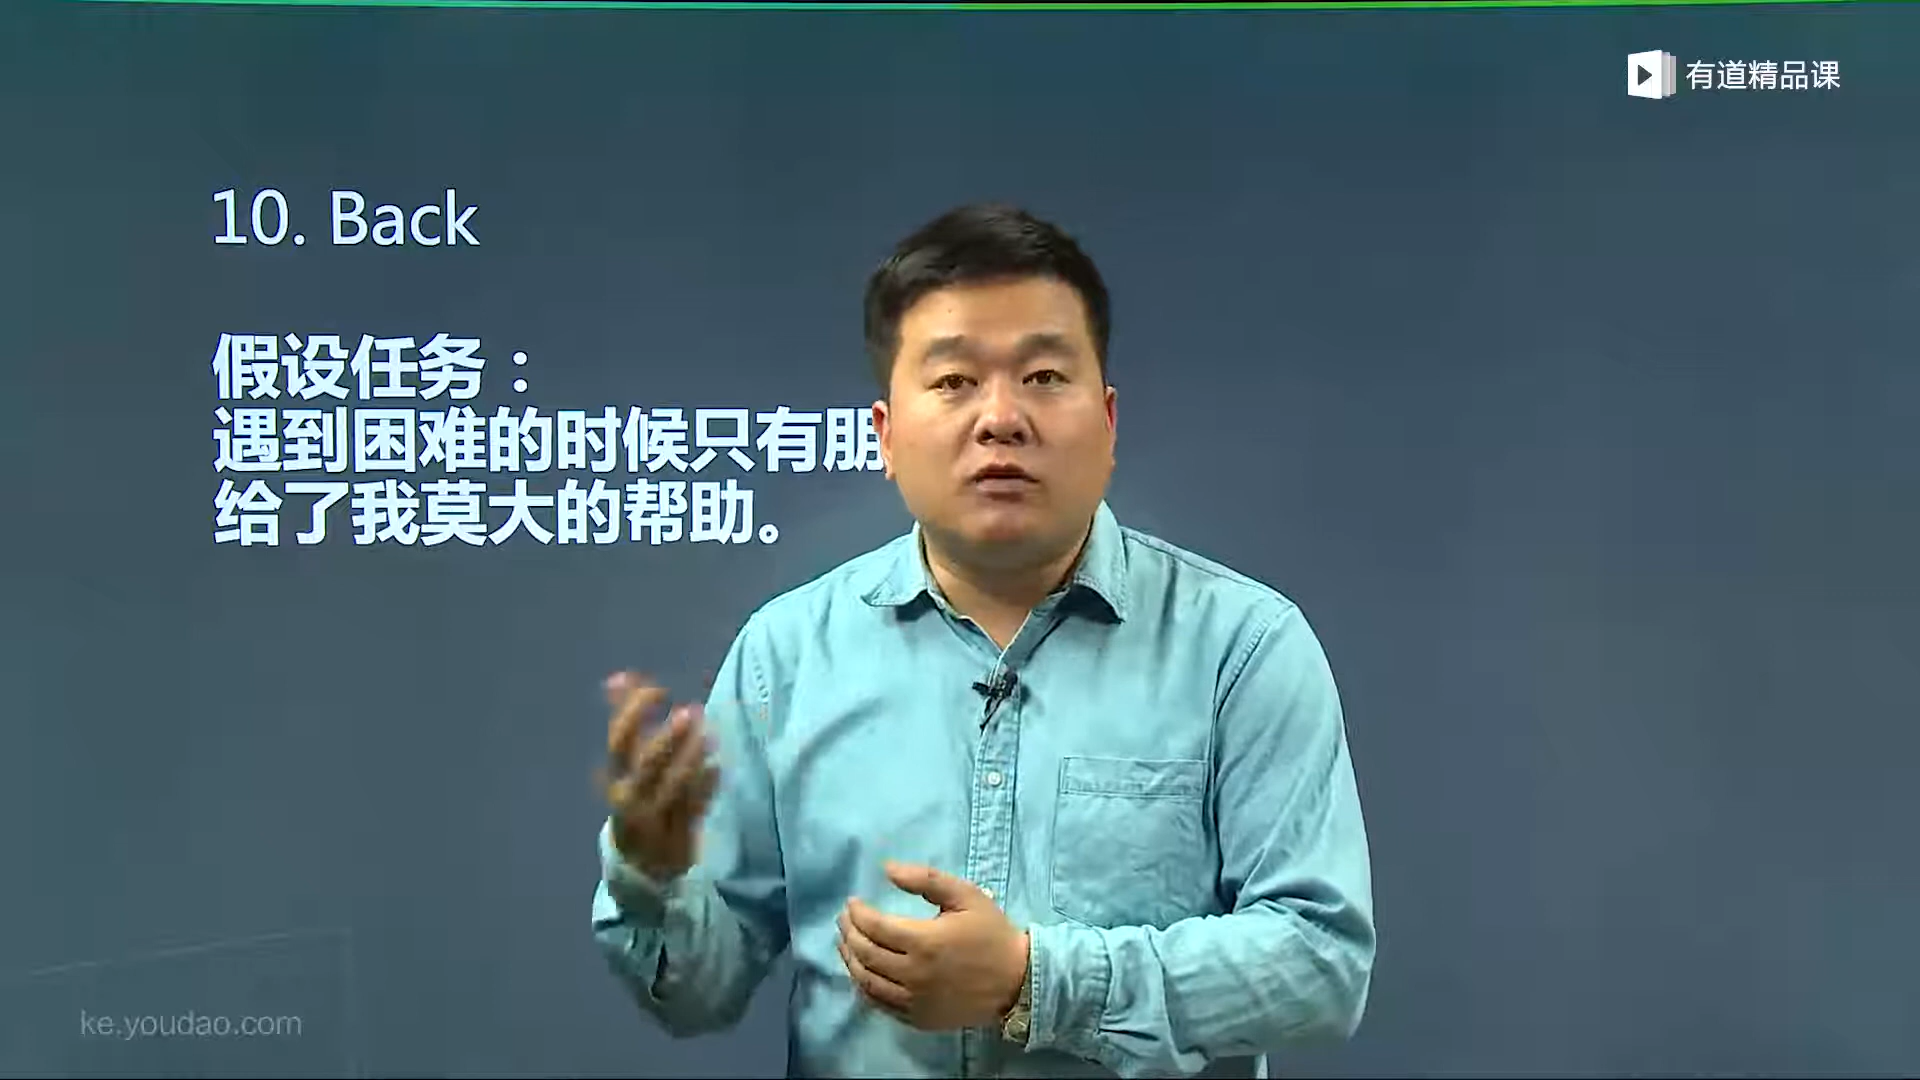 有道精品课
10. Back
假设任务：
遇到困难的时候只有朋
给了我莫大的帮助。
ke.youdao.com